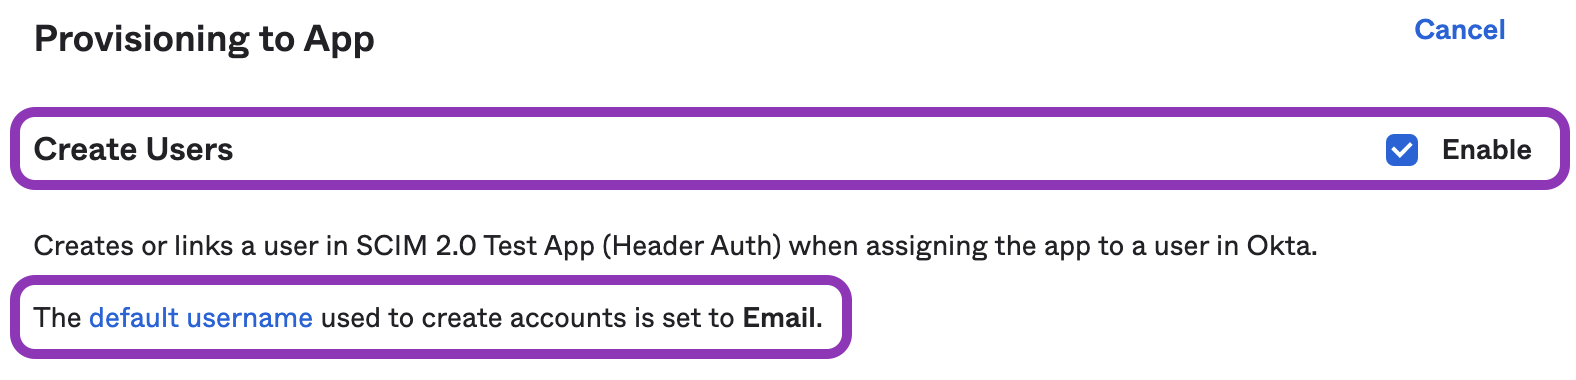 Provisioning to App
Cancel
Create Users
Enable
Creates or links a user in SCIM 2.0 Test App (Header Auth) when assigning the app to a user in Okta.
The default username used to create accounts is set to Email.